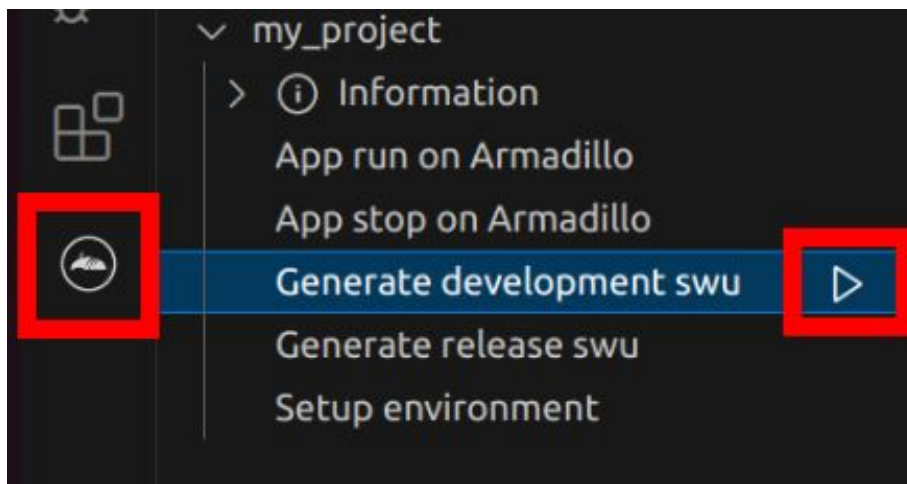 my_project
Information
App run on Armadillo
App stop on Armadillo
Generate development swu
Generate release swu
Setup environment